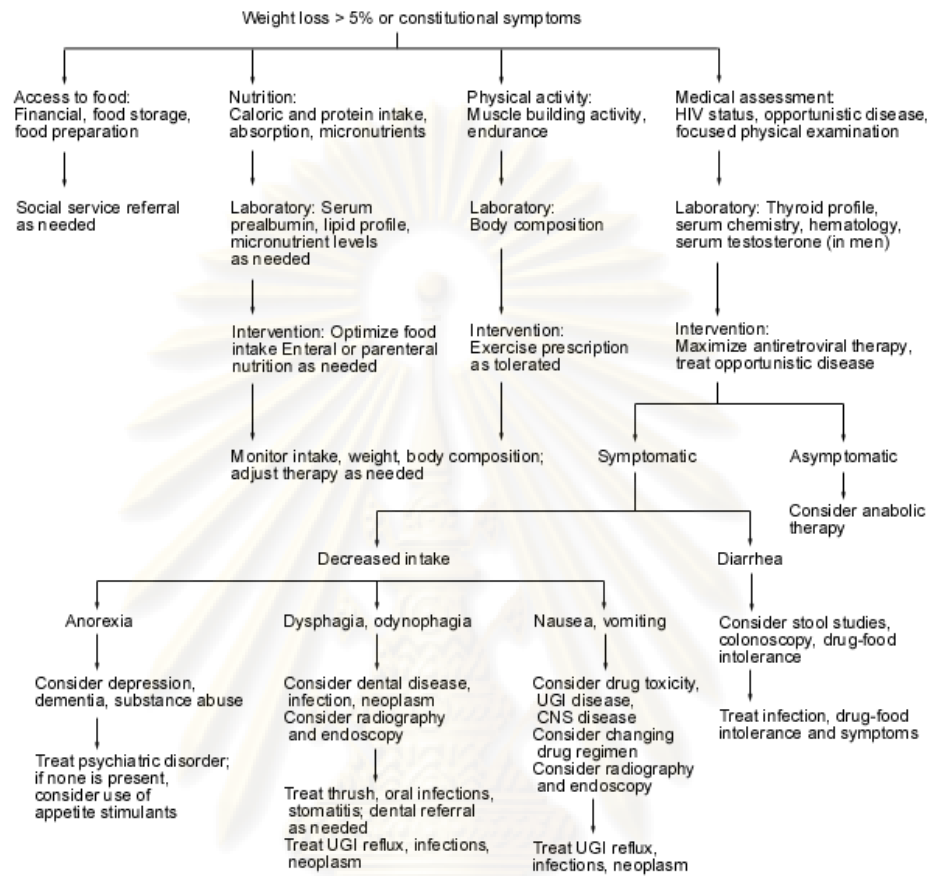 Weight loss > 5% or constitutional symptoms
Access to food:
Financial, food storage,
food preparation
Nutrition:
Caloric and protein intake,
absorption, micronutrients
Physical activity:
Muscle building activity,
endurance
Medical assessment:
HIV status, opportunistic disease,
focused physical examination
Social service referral
as needed
Laboratory: Serum
prealbumin, lipid profile,
micronutrient levels
as needed
Laboratory:
Body composition
Laboratory: Thyroid profile,
serum chemistry, hematology,
serum testosterone (in men)
Intervention: Optimize food
intake Enteral or parenteral
nutrition as needed
Intervention:
Exercise prescription
as tolerated
Intervention:
Maximize antiretroviral therapy,
treat opportunistic disease
Monitor intake, weight, body composition;
adjust therapy as needed
Symptomatic
Asymptomatic
Consider anabolic
therapy
Decreased intake
Diarrhea
Anorexia
Dysphagia, odynophagia
Nausea, vomiting
Consider stool studies,
colonoscopy, drug-food
intolerance
Consider depression,
dementia, substance abuse
Consider dental disease,
infection, neoplasm
Consider radiography
and endoscopy
Consider drug toxicity,
UGI disease,
CNS disease
Consider changing
drug regimen
Consider radiography
and endoscopy
Treat infection, drug-food
intolerance and symptoms
Treat psychiatric disorder;
if none is present,
consider use of
appetite stimulants
Treat thrush, oral infections,
stomatitis; dental referral
as needed
Treat UGI reflux, infections,
neoplasm
Treat UGI reflux,
infections, neoplasm